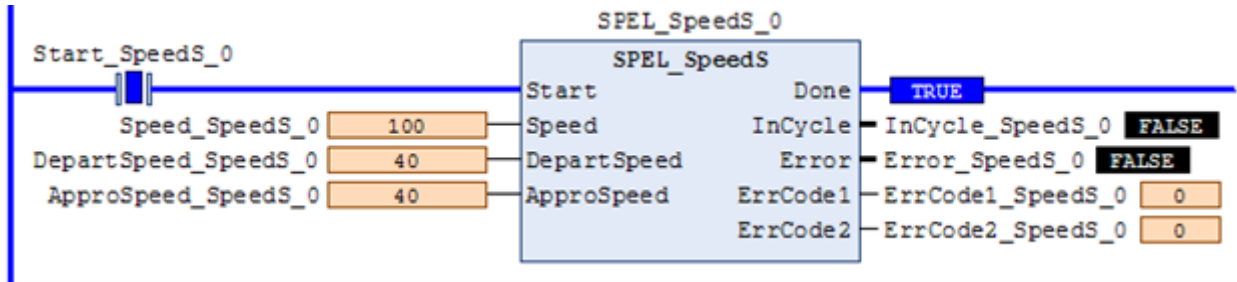 SPEL_SpeedS_0
Start_SpeedS_0
SPEL_SpeedS
Start Done TRUE
Speed_SpeedS_0 100 Speed InCycle InCycle_SpeedS_0 FALSE
DepartSpeed_SpeedS_0 40 DepartSpeed Error Error_SpeedS_0 FALSE
ApproSpeed_SpeedS_0 40 ApproSpeed ErrCode1 ErrCode1_SpeedS_0 0
ErrCode2 ErrCode2_SpeedS_0 0